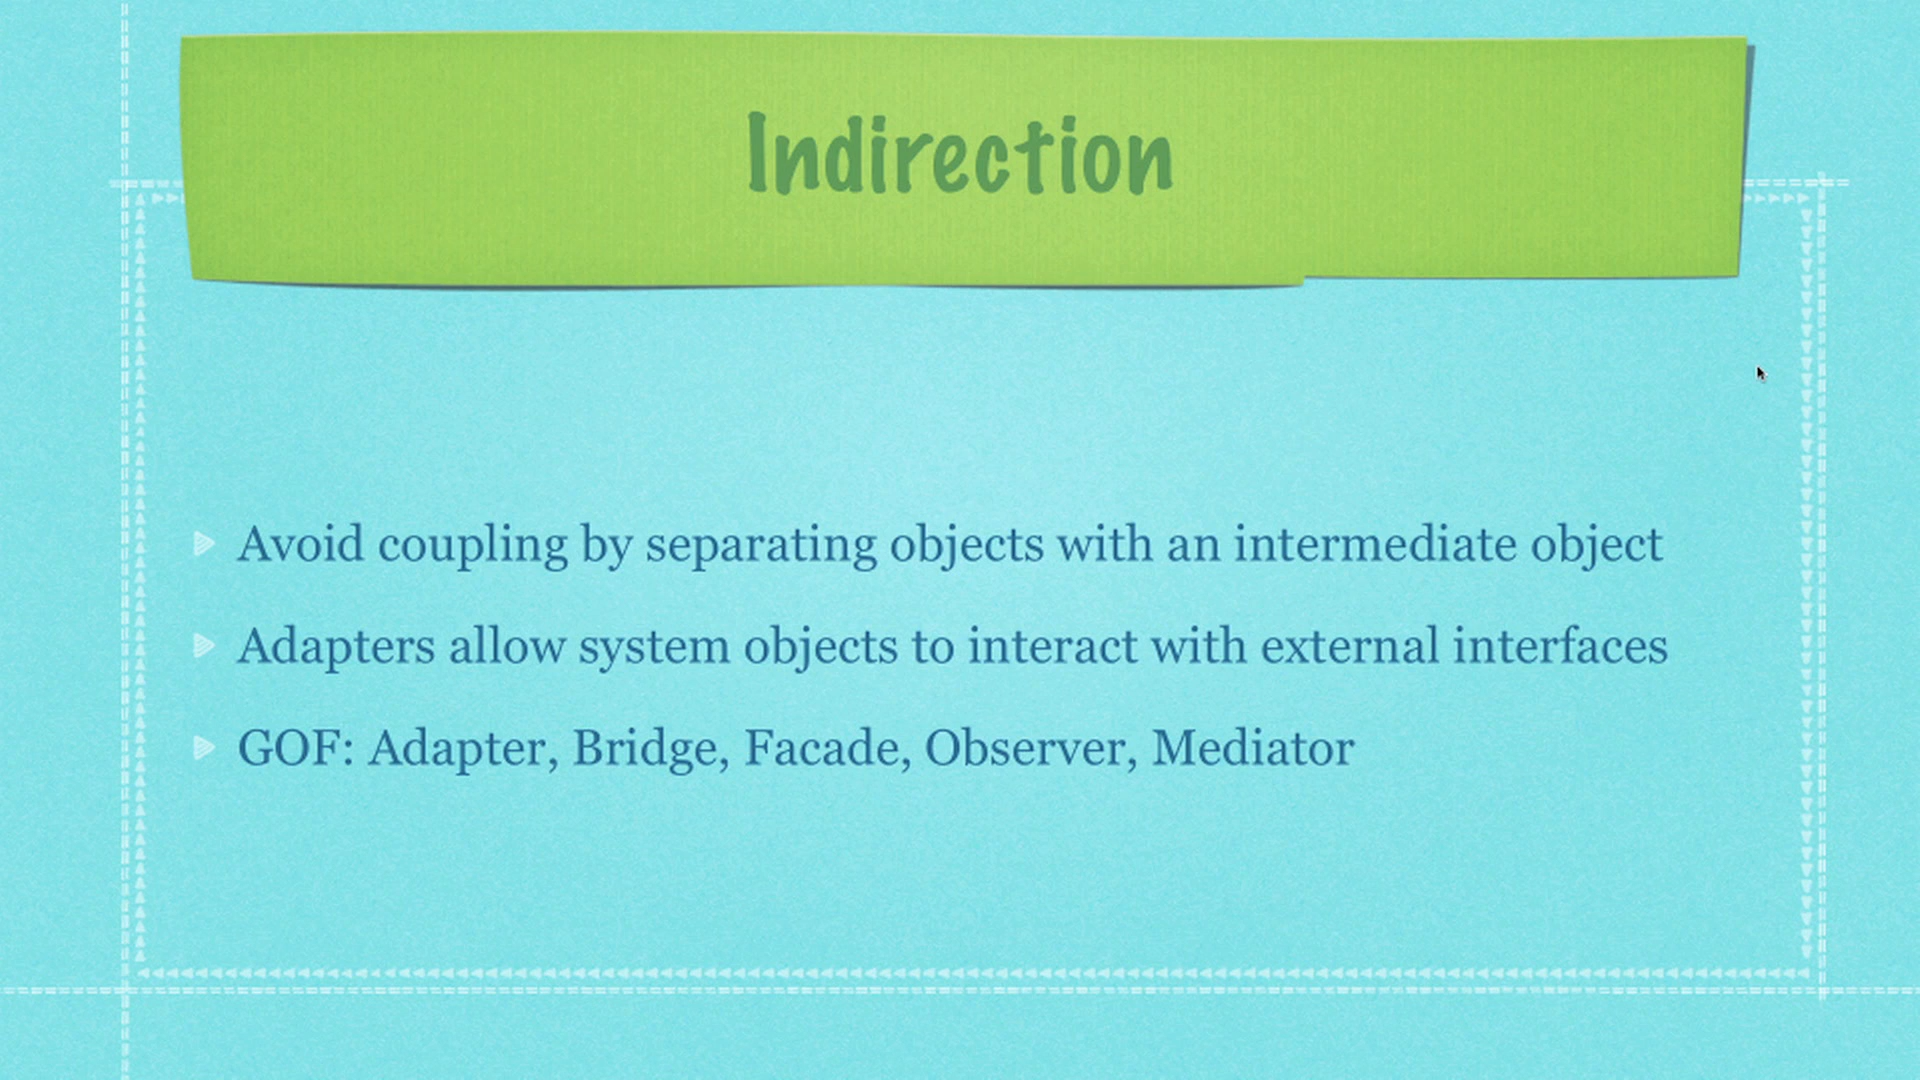 Indirection
Avoid coupling by separating objects with an intermediate object
Adapters allow system objects to interact with external interfaces
GOF: Adapter, Bridge, Facade, Observer, Mediator